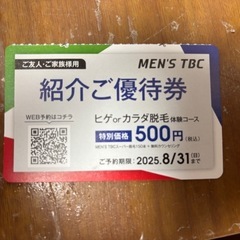 ご友人・ご家族様用
MEN'S TBC
紹介ご優待券
WEB予約はコチラ
ヒゲorカラダ脱毛 体験コース
特別価格 500円(税込)
ご予約期限:2025.8/31(日)まで